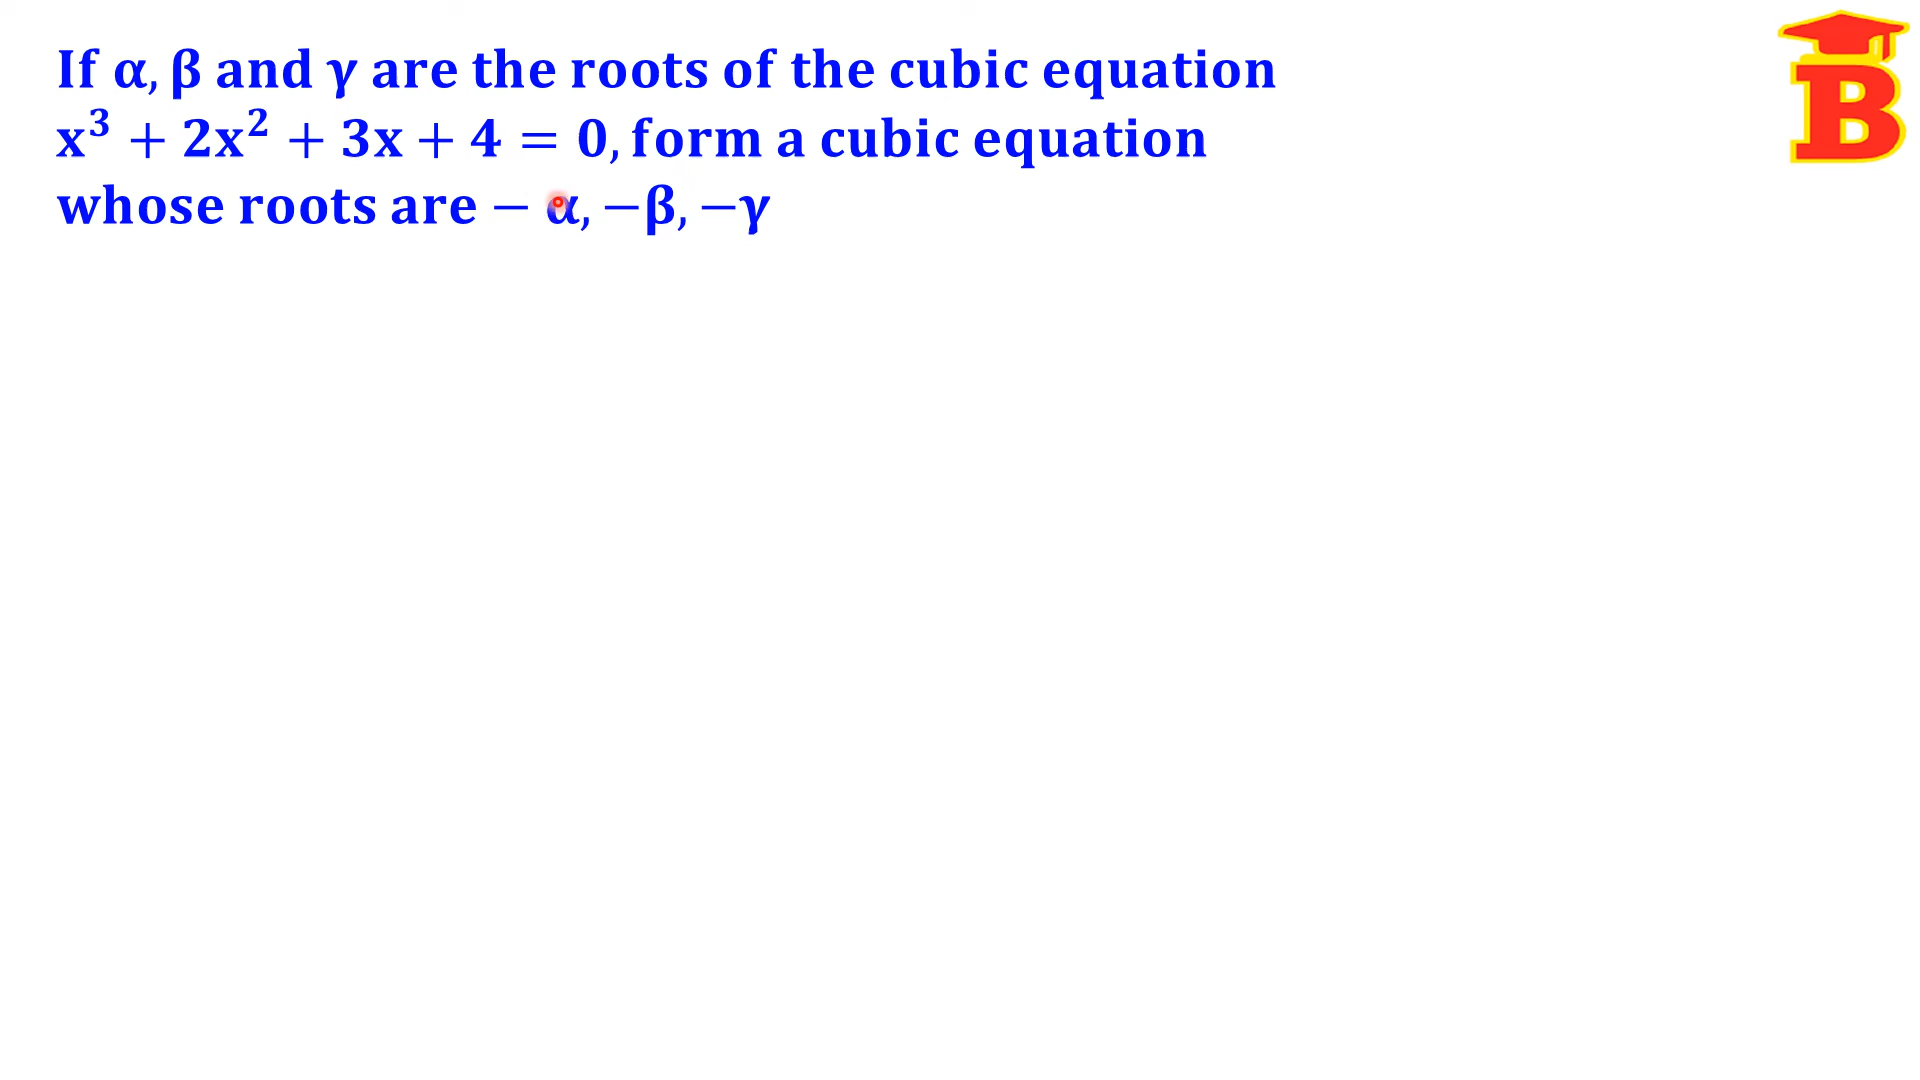 If α, β and γ are the roots of the cubic equation
x³ + 2x² + 3x + 4 = 0, form a cubic equation
whose roots are − α, −β, −γ
B